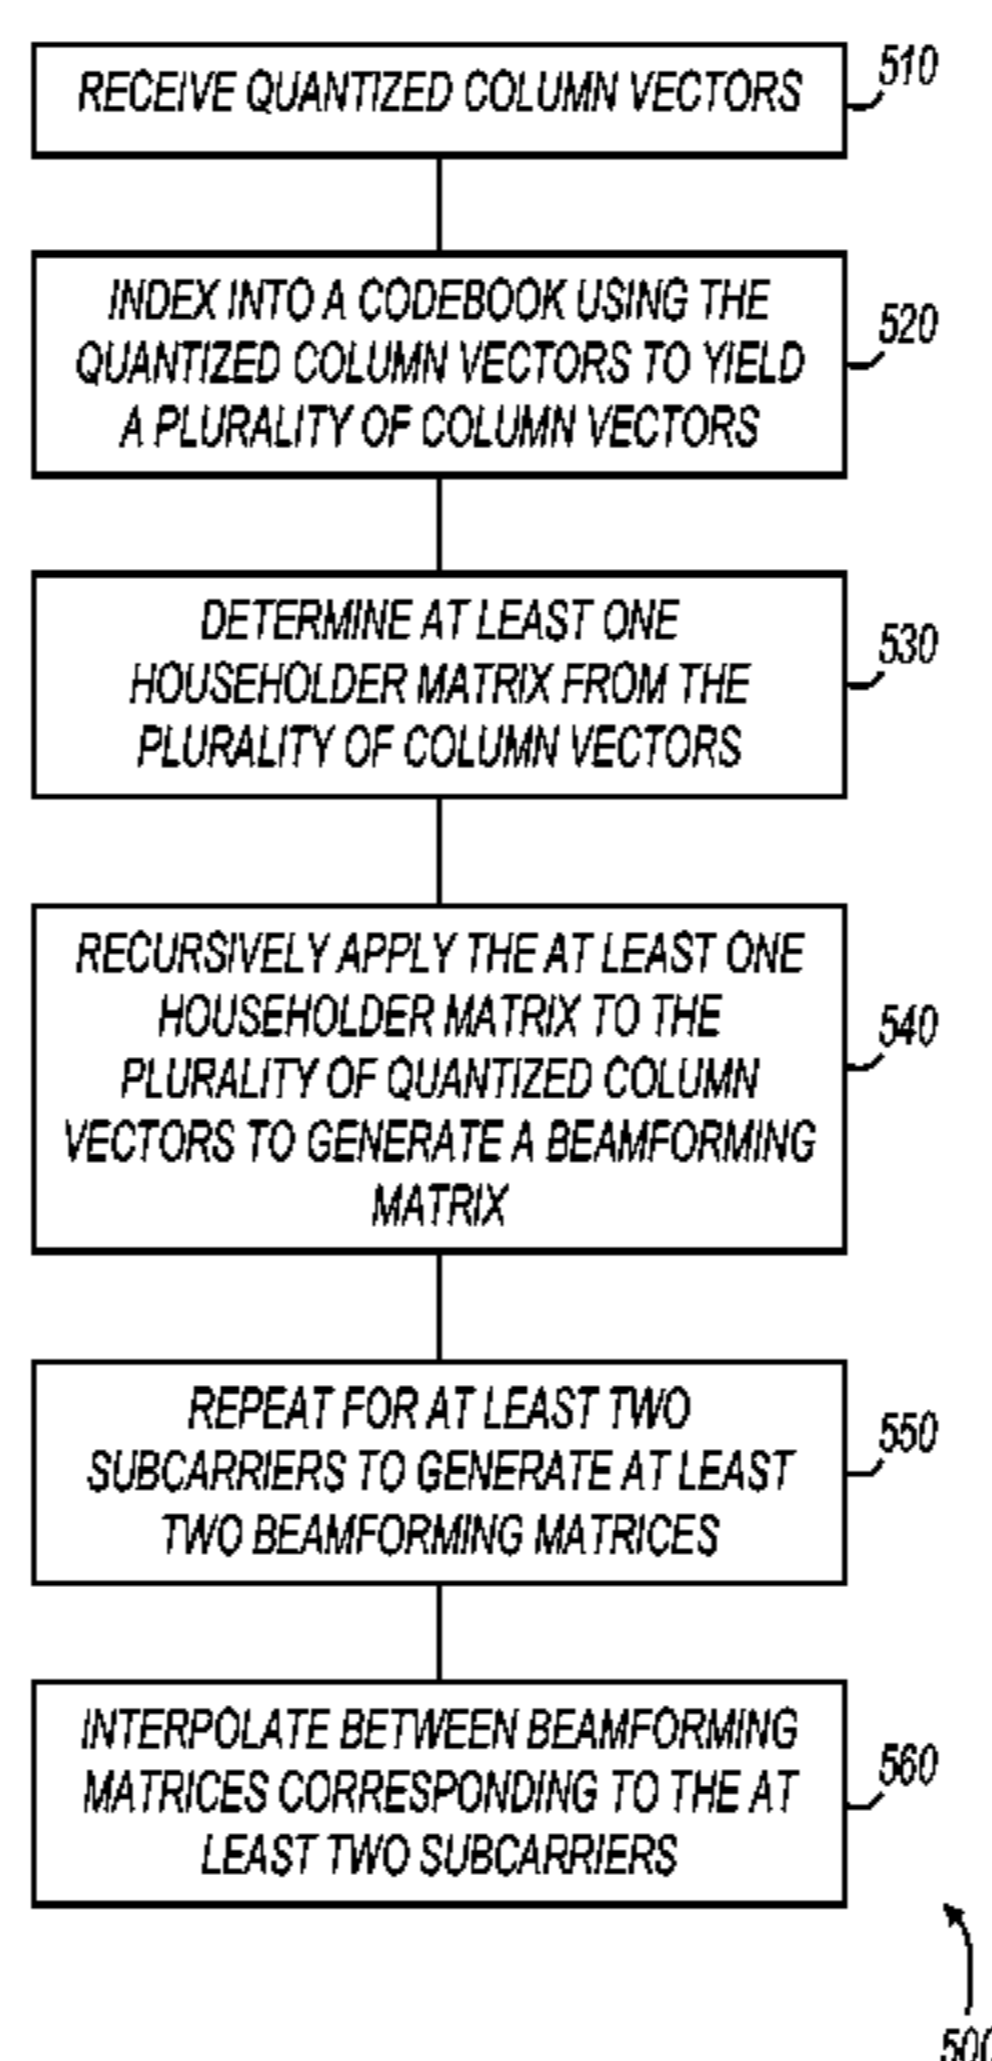 RECEIVE QUANTIZED COLUMN VECTORS
510
INDEX INTO A CODEBOOK USING THE
QUANTIZED COLUMN VECTORS TO YIELD
A PLURALITY OF COLUMN VECTORS
520
DETERMINE AT LEAST ONE
HOUSEHOLDER MATRIX FROM THE
PLURALITY OF COLUMN VECTORS
530
RECURSIVELY APPLY THE AT LEAST ONE
HOUSEHOLDER MATRIX TO THE
PLURALITY OF QUANTIZED COLUMN
VECTORS TO GENERATE A BEAMFORMING
MATRIX
540
REPEAT FOR AT LEAST TWO
SUBCARRIERS TO GENERATE AT LEAST
TWO BEAMFORMING MATRICES
550
INTERPOLATE BETWEEN BEAMFORMING
MATRICES CORRESPONDING TO THE AT
LEAST TWO SUBCARRIERS
560
500